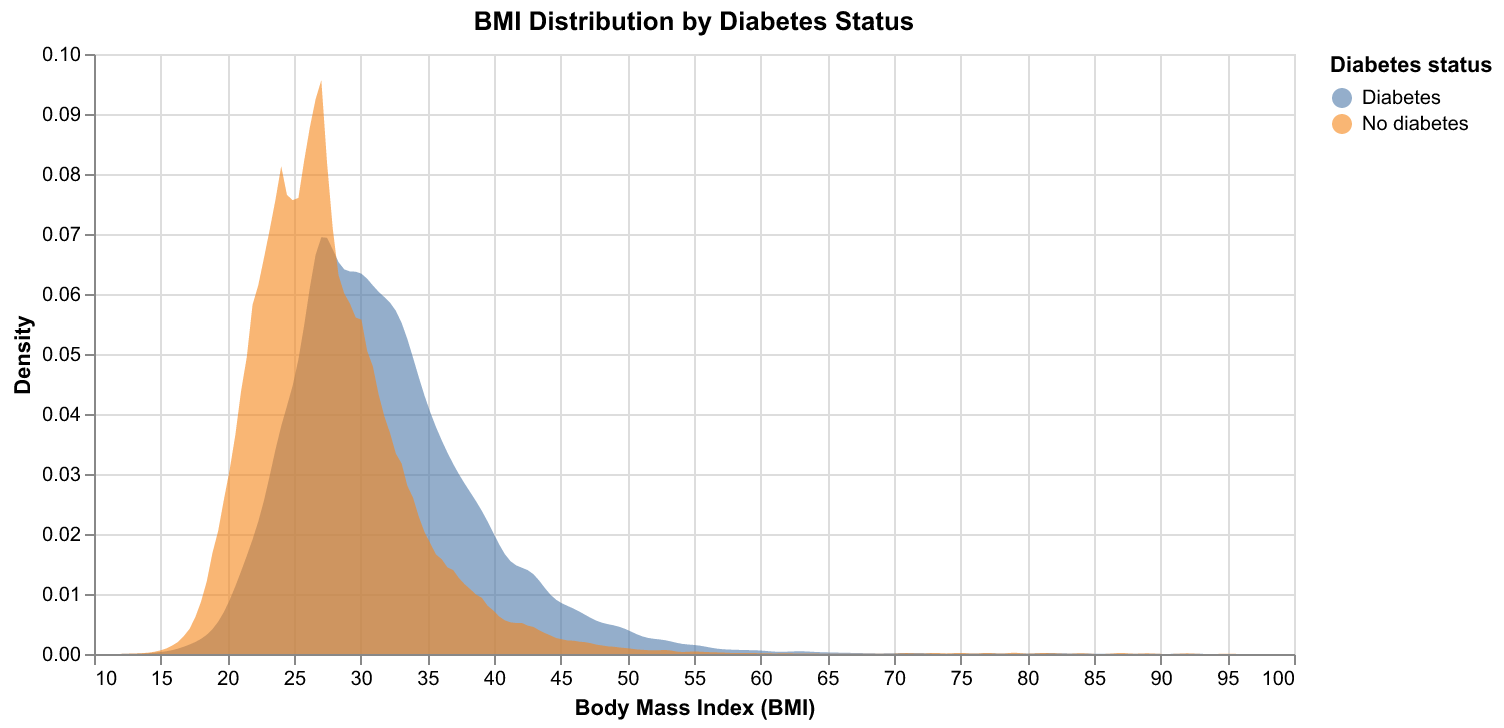 BMI Distribution by Diabetes Status
Diabetes status
Diabetes
No diabetes
Density
0.10
0.09
0.08
0.07
0.06
0.05
0.04
0.03
0.02
0.01
0.00
10 15 20 25 30 35 40 45 50 55 60 65 70 75 80 85 90 95 100
Body Mass Index (BMI)